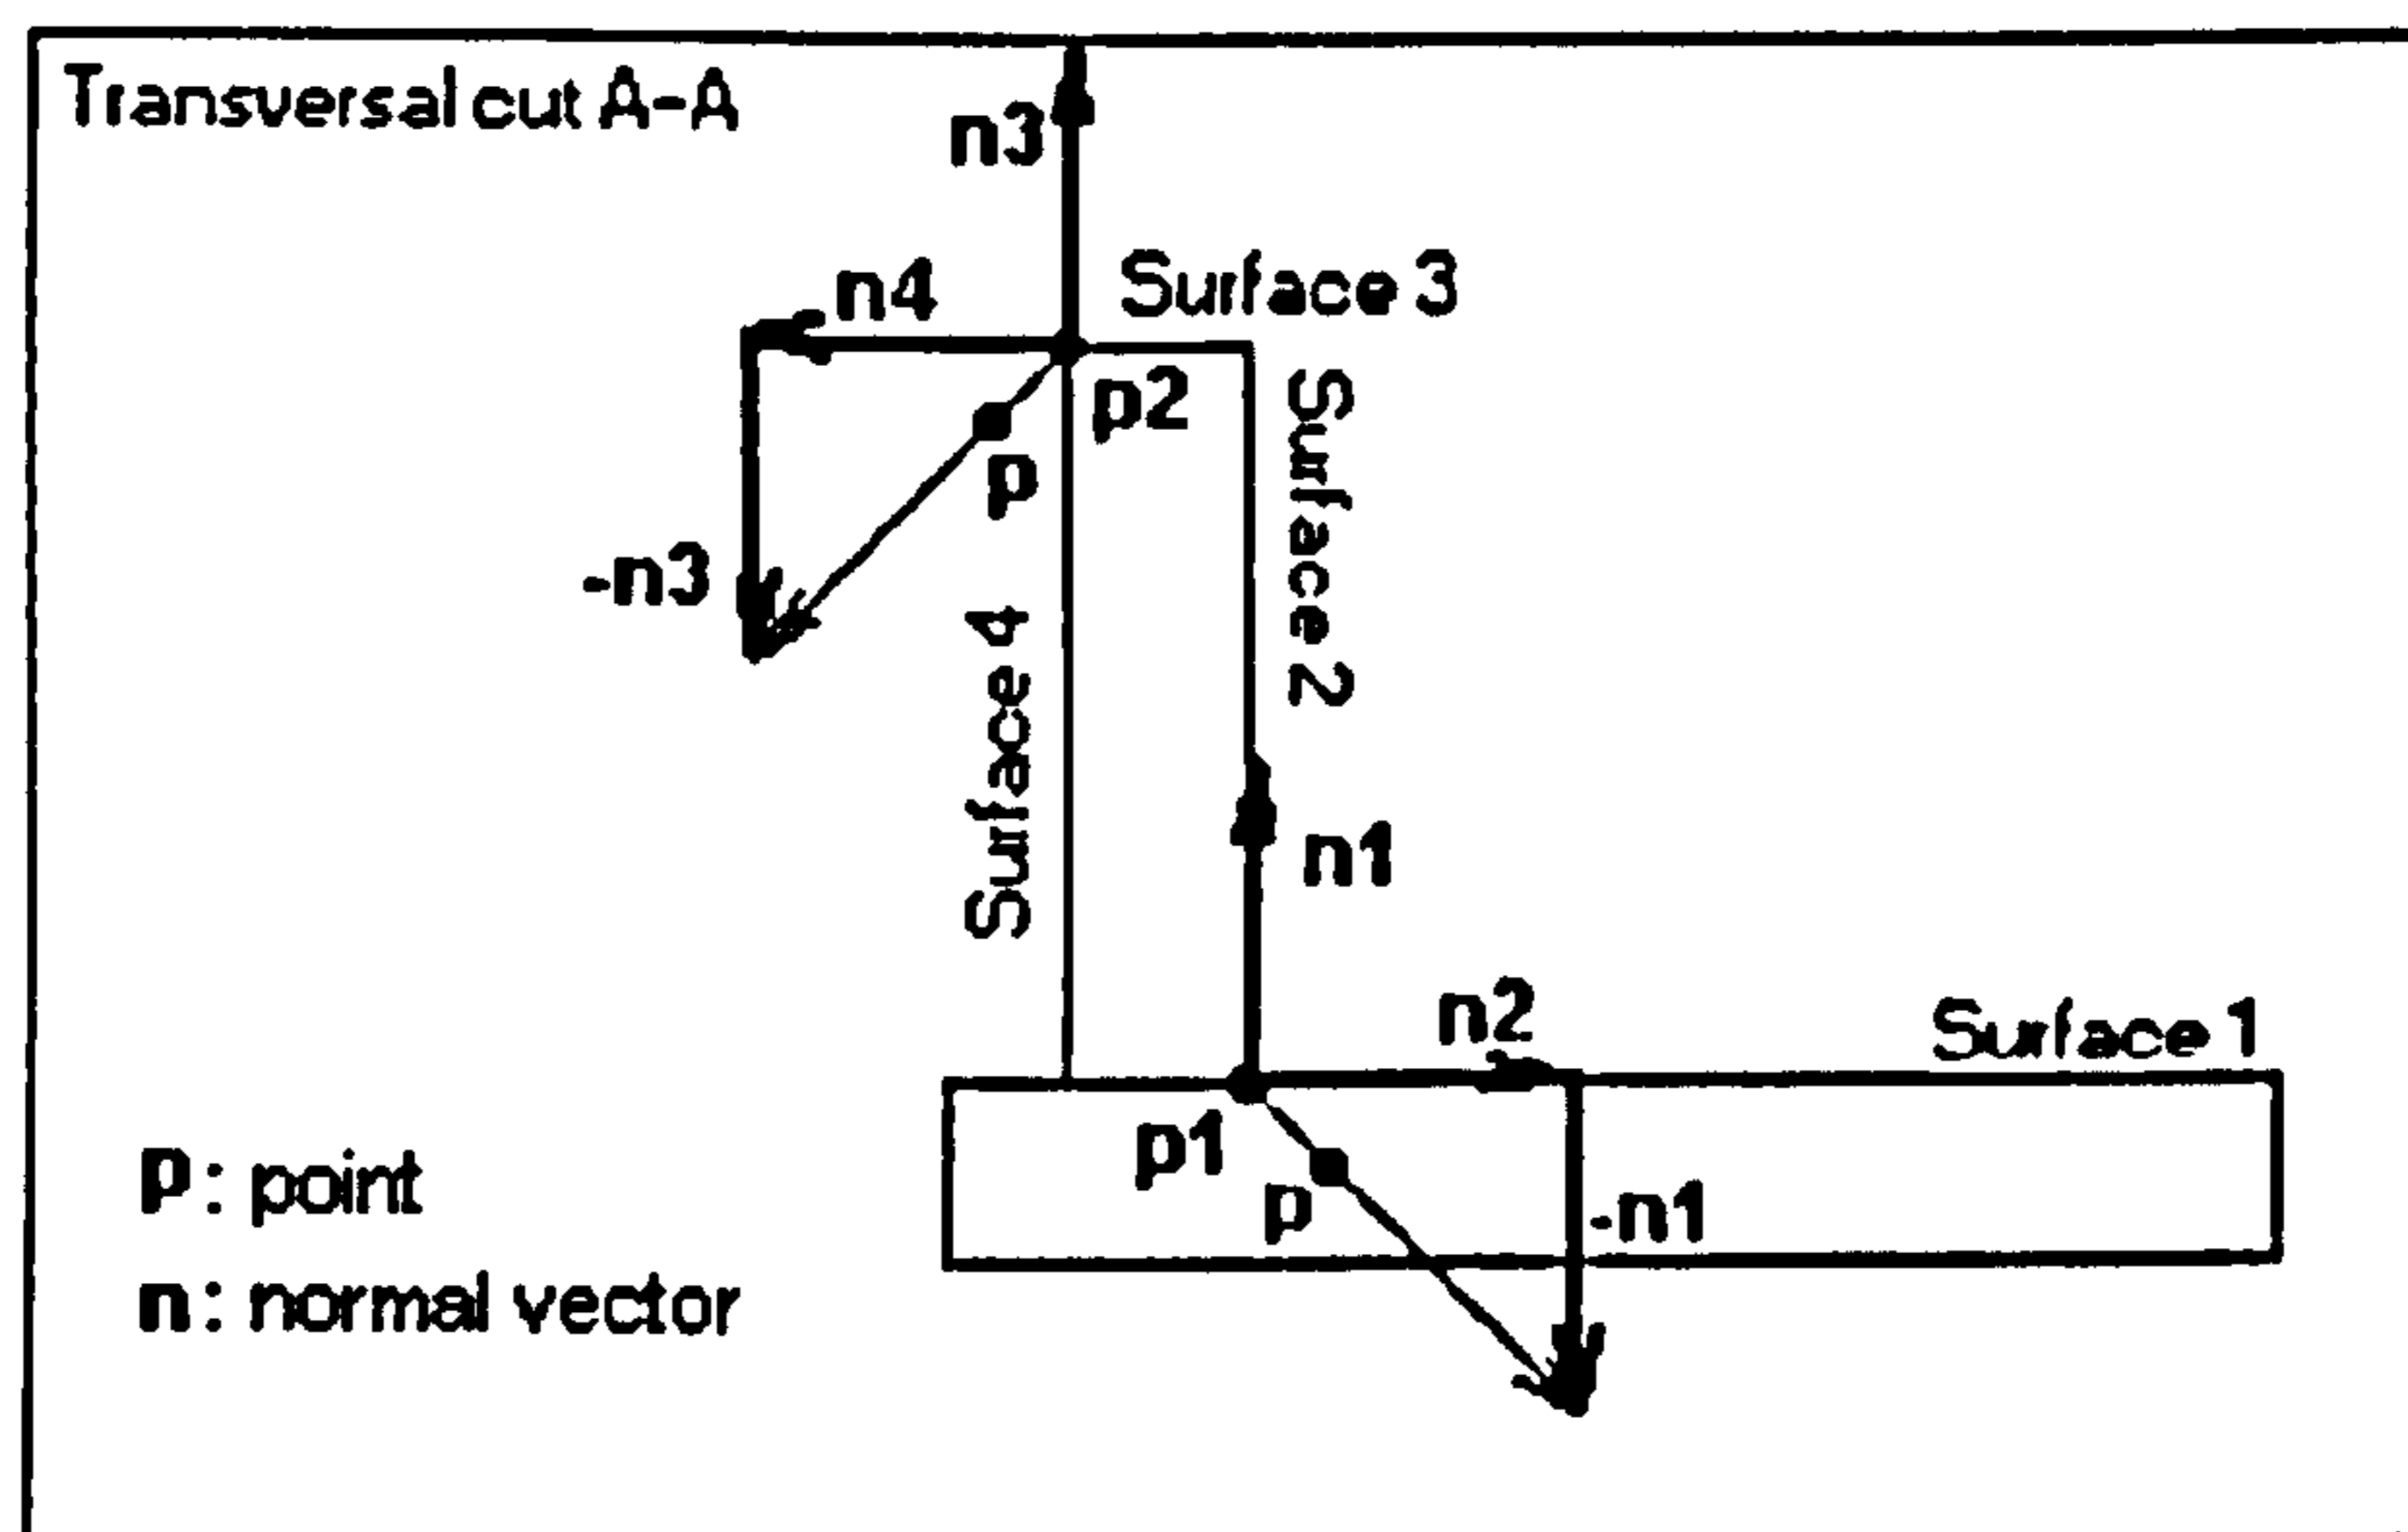 Transversal cut A-A
n3
n4
Surface 3
p2
p
Surface 2
-n3
Surface 4
n1
n2
Surface 1
p1
p
-n1
P: point
n: normal vector